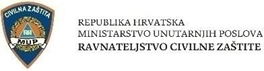 CIVILNA ZAŠTITA
MUP
REPUBLIKA HRVATSKA
MINISTARSTVO UNUTARNJIH POSLOVA
RAVNATELJSTVO CIVILNE ZAŠTITE